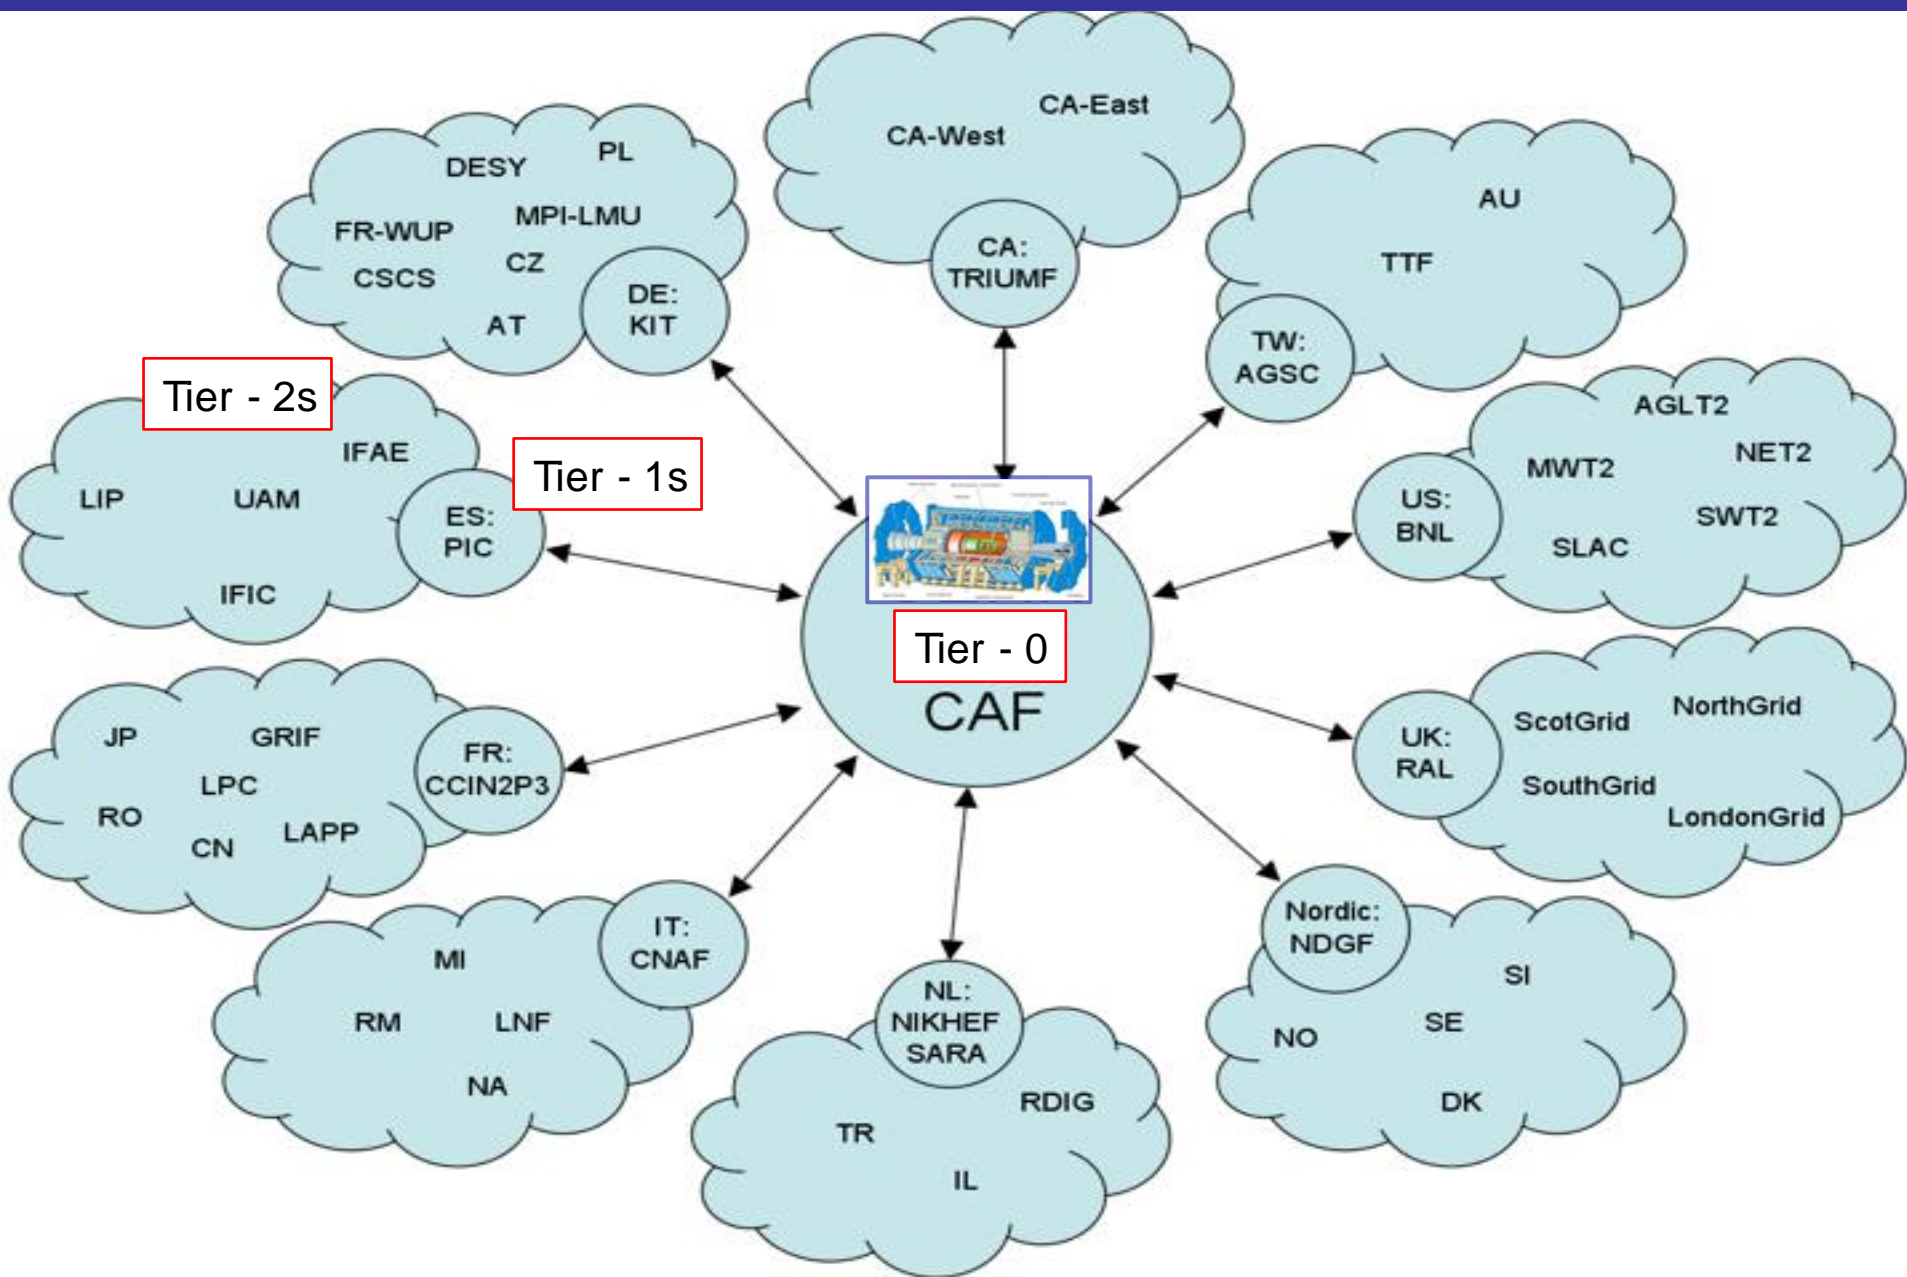 CA-East
CA-West
CA:
TRIUMF
DESY
PL
MPI-LMU
FR-WUP
CZ
CSCS
AT
DE:
KIT
AU
TTF
TW:
AGSC
Tier - 2s
IFAE
LIP
UAM
IFIC
ES:
PIC
Tier - 1s
AGLT2
NET2
MWT2
SWT2
SLAC
US:
BNL
Tier - 0
CAF
JP
GRIF
LPC
RO
CN
LAPP
FR:
CCIN2P3
NorthGrid
ScotGrid
SouthGrid
LondonGrid
UK:
RAL
MI
RM
LNF
NA
IT:
CNAF
NL:
NIKHEF
SARA
RDIG
TR
IL
Nordic:
NDGF
SI
NO
SE
DK